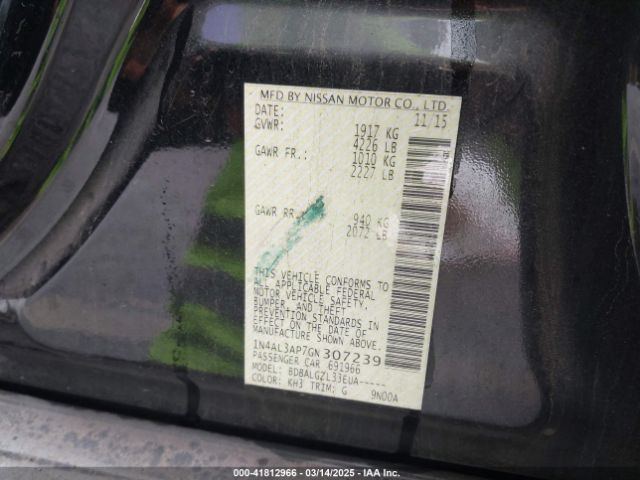 MFD BY NISSAN MOTOR CO., LTD.
DATE: 11/15
GVWR: 1917 KG
4226 LB
GAWR FR.: 1010 KG
2227 LB
GAWR RR. 940 KG
2072 LB
THIS VEHICLE CONFORMS TO
ALL APPLICABLE FEDERAL
MOTOR VEHICLE SAFETY,
BUMPER, AND THEFT
PREVENTION STANDARDS IN
EFFECT ON THE DATE OF
MANUFACTURE SHOWN ABOVE.
1N4AL3AP7GN307239
PASSENGER CAR 691966
MODEL: BDBALGZL33EUA-----
COLOR: KH3 TRIM: G 9N00A
000-41812966 - 03/14/2025 - IAA Inc.